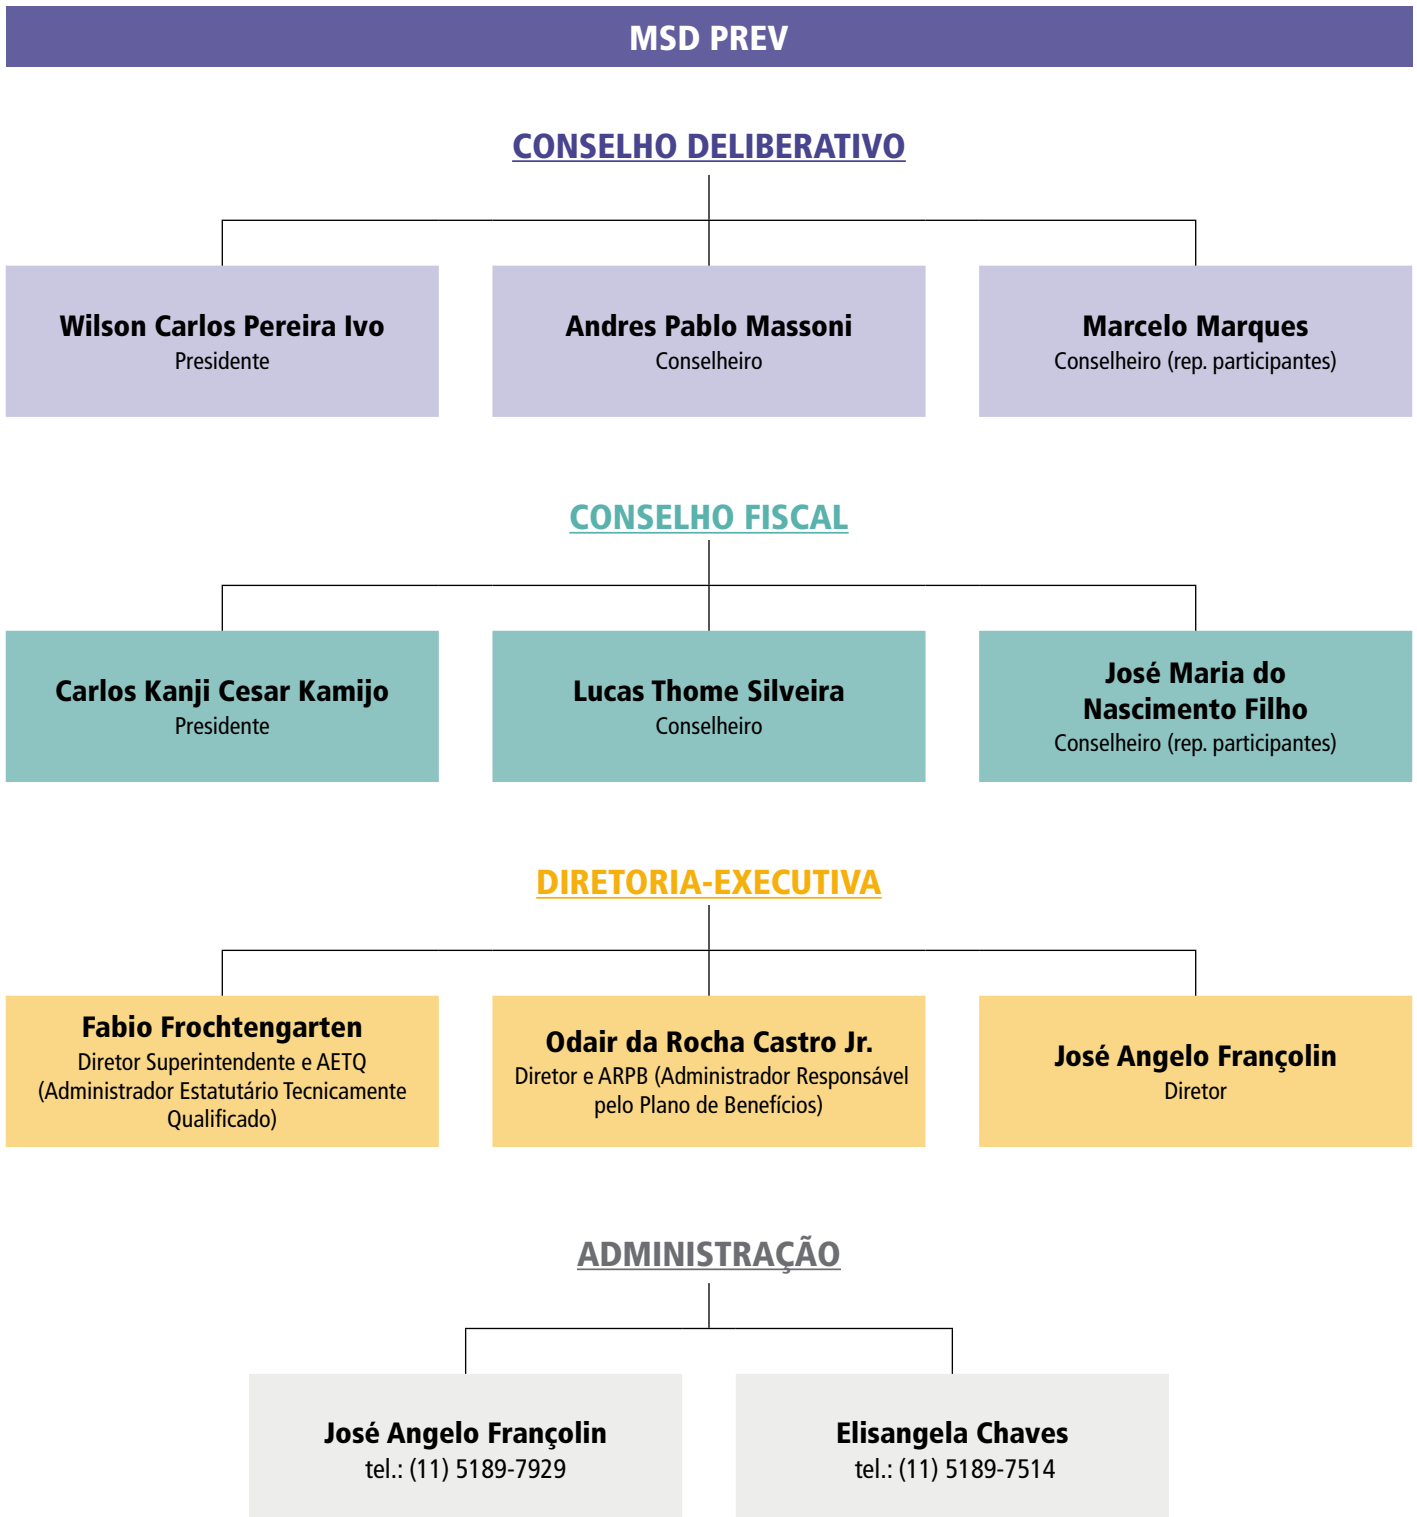 MSD PREV
CONSELHO DELIBERATIVO
Wilson Carlos Pereira Ivo
Presidente
Andres Pablo Massoni
Conselheiro
Marcelo Marques
Conselheiro (rep. participantes)
CONSELHO FISCAL
Carlos Kanji Cesar Kamijo
Presidente
Lucas Thome Silveira
Conselheiro
José Maria do
Nascimento Filho
Conselheiro (rep. participantes)
DIRETORIA-EXECUTIVA
Fabio Frochtengarten
Diretor Superintendente e AETQ
(Administrador Estatutário Tecnicamente
Qualificado)
Odair da Rocha Castro Jr.
Diretor e ARPB (Administrador Responsável
pelo Plano de Benefícios)
José Angelo Françolin
Diretor
ADMINISTRAÇÃO
José Angelo Françolin
tel.: (11) 5189-7929
Elisangela Chaves
tel.: (11) 5189-7514